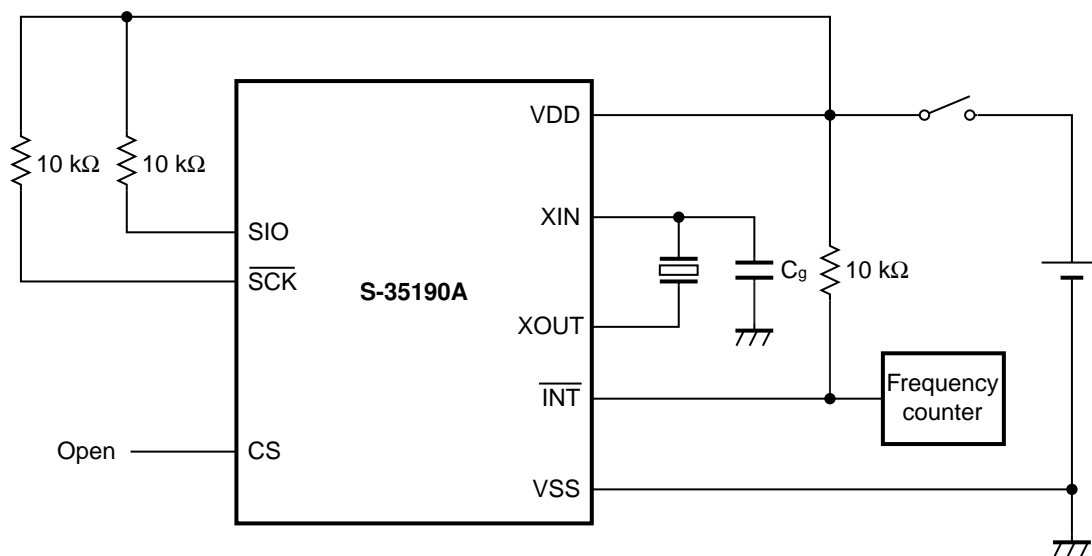 VDD
10 kΩ
10 kΩ
XIN
SIO
SCK
S-35190A
Cg
10 kΩ
XOUT
INT
Frequency
counter
Open
CS
VSS